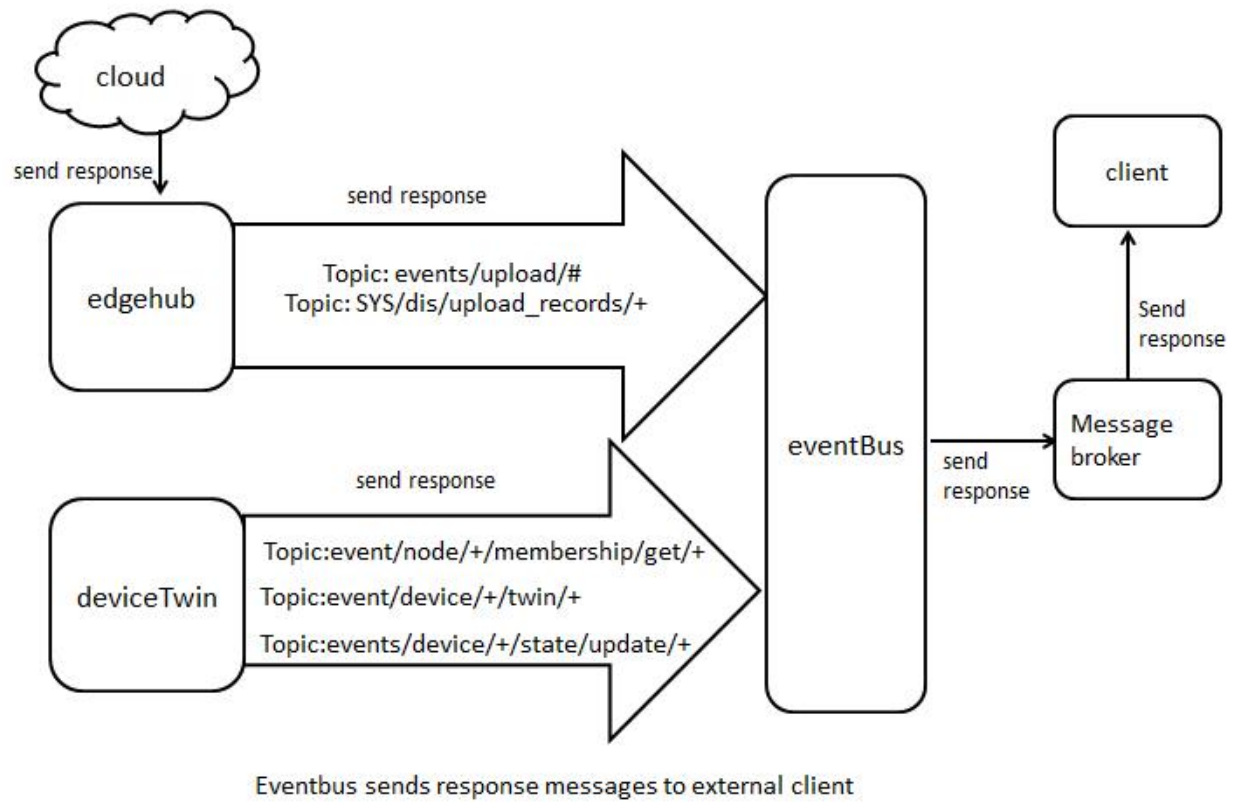 cloud
send response
send response
client
edgehub
Topic: events/upload/#
Topic: SYS/dis/upload_records/+
Send
response
eventBus
Message
broker
send
response
send response
deviceTwin
Topic:event/node/+/membership/get/+
Topic:event/device/+/twin/+
Topic:events/device/+/state/update/+
Eventbus sends response messages to external client